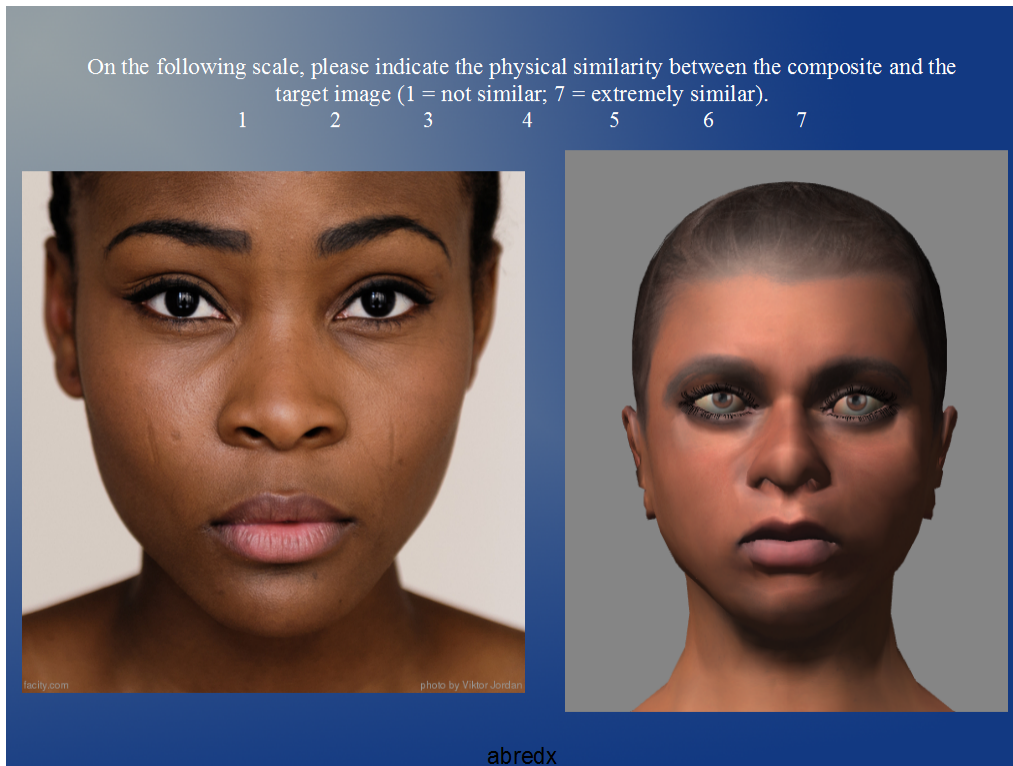 On the following scale, please indicate the physical similarity between the composite and the
target image (1 = not similar; 7 = extremely similar).
1 2 3 4 5 6 7
facity.com photo by Viktor Jordan
abredx